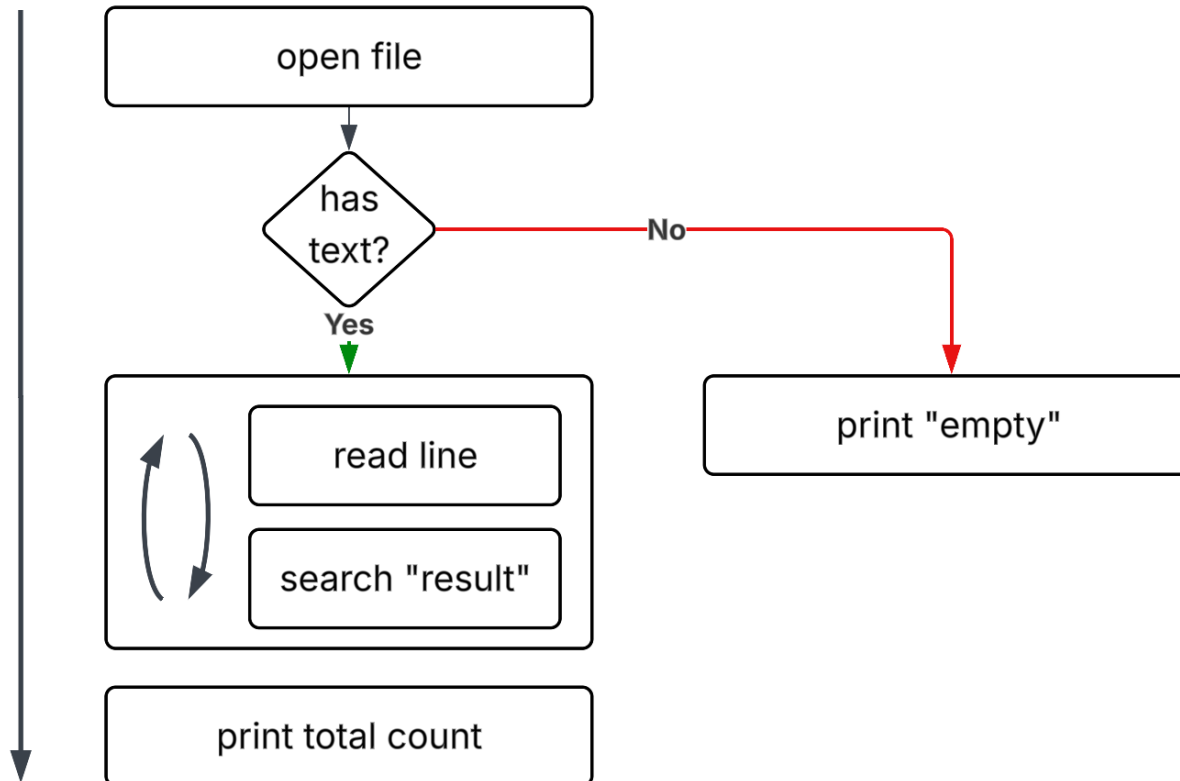 open file
has
text?
No
Yes
read line
print "empty"
search "result"
print total count